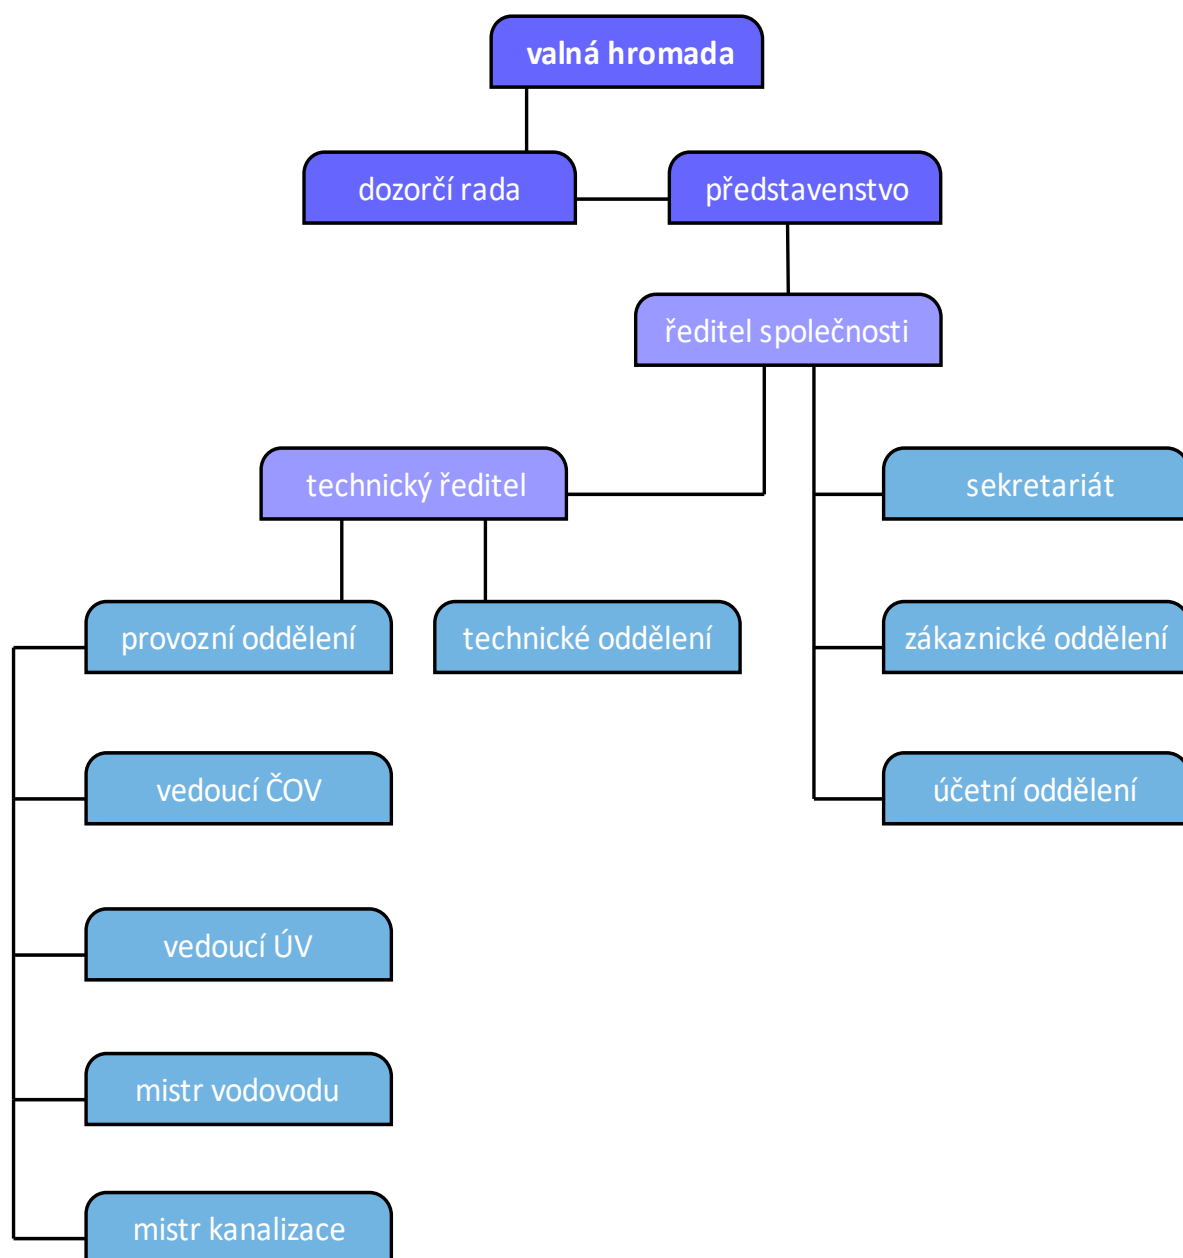 valná hromada
dozorčí rada
představenstvo
ředitel společnosti
technický ředitel
sekretariát
provozní oddělení
technické oddělení
zákaznické oddělení
vedoucí ČOV
účetní oddělení
vedoucí ÚV
mistr vodovodu
mistr kanalizace